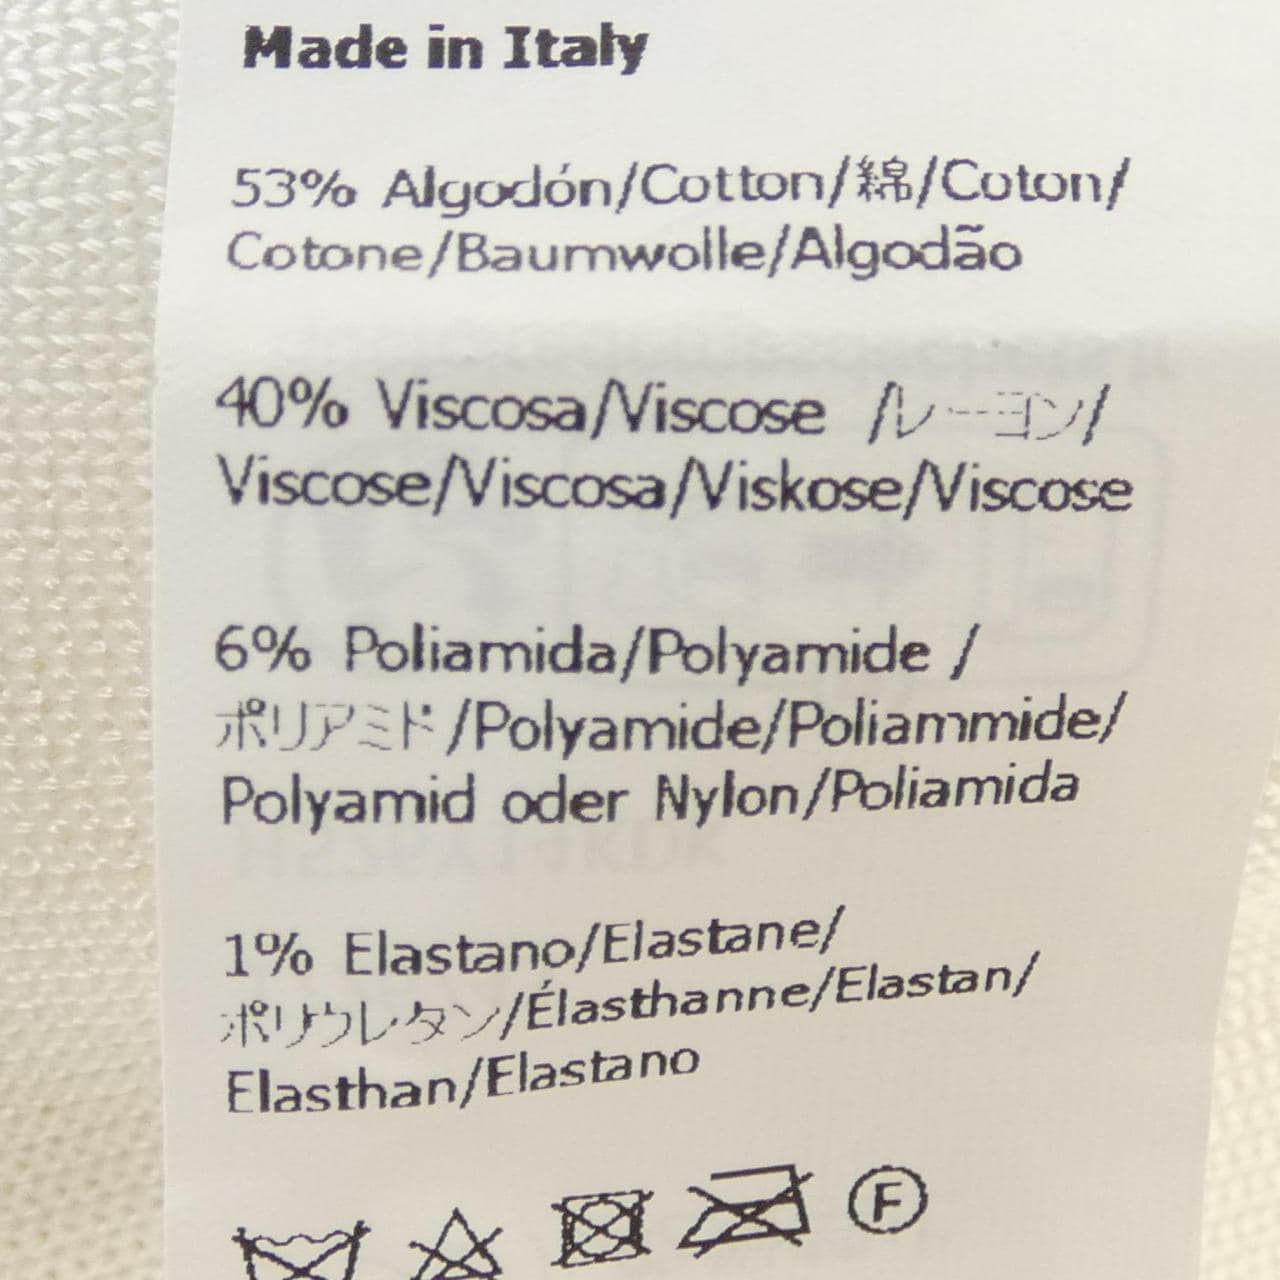 Made in Italy
53% Algodón/Cotton/綿/Coton/
Cotone/Baumwolle/Algodão
40% Viscosa/Viscose /レーヨン/
Viscose/Viscosa/Viskose/Viscose
6% Poliamida/Polyamide /
ポリアミド/Polyamide/Poliammide/
Polyamid oder Nylon/Poliamida
1% Elastano/Elastane/
ポリウレタン/Élasthanne/Elastan/
Elasthan/Elastano
F